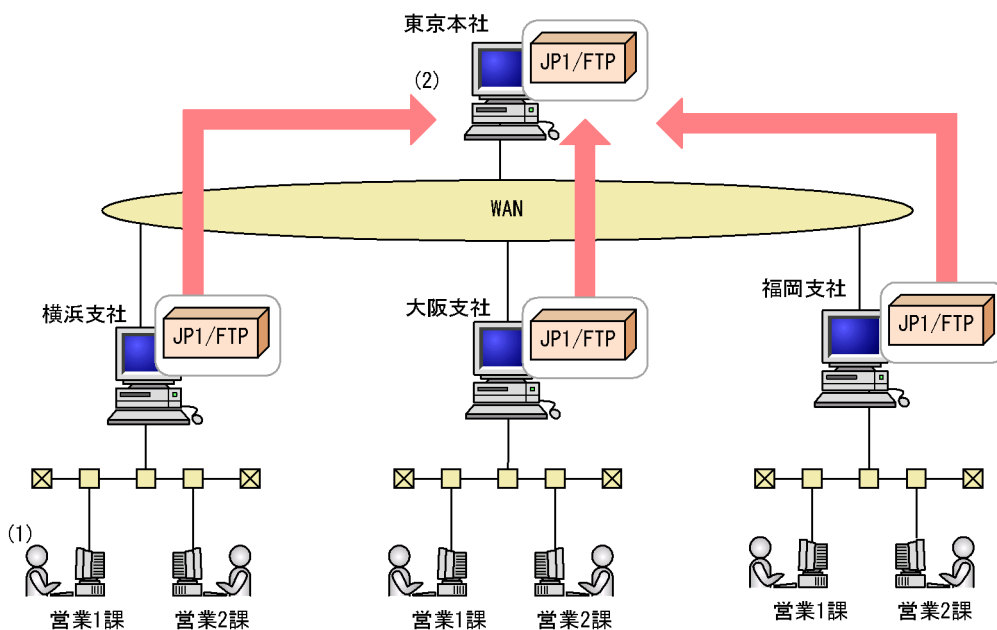 東京本社
JP1/FTP
(2)
WAN
横浜支社
JP1/FTP
大阪支社
JP1/FTP
福岡支社
JP1/FTP
(1)
営業1課
営業2課
営業1課
営業2課
営業1課
営業2課